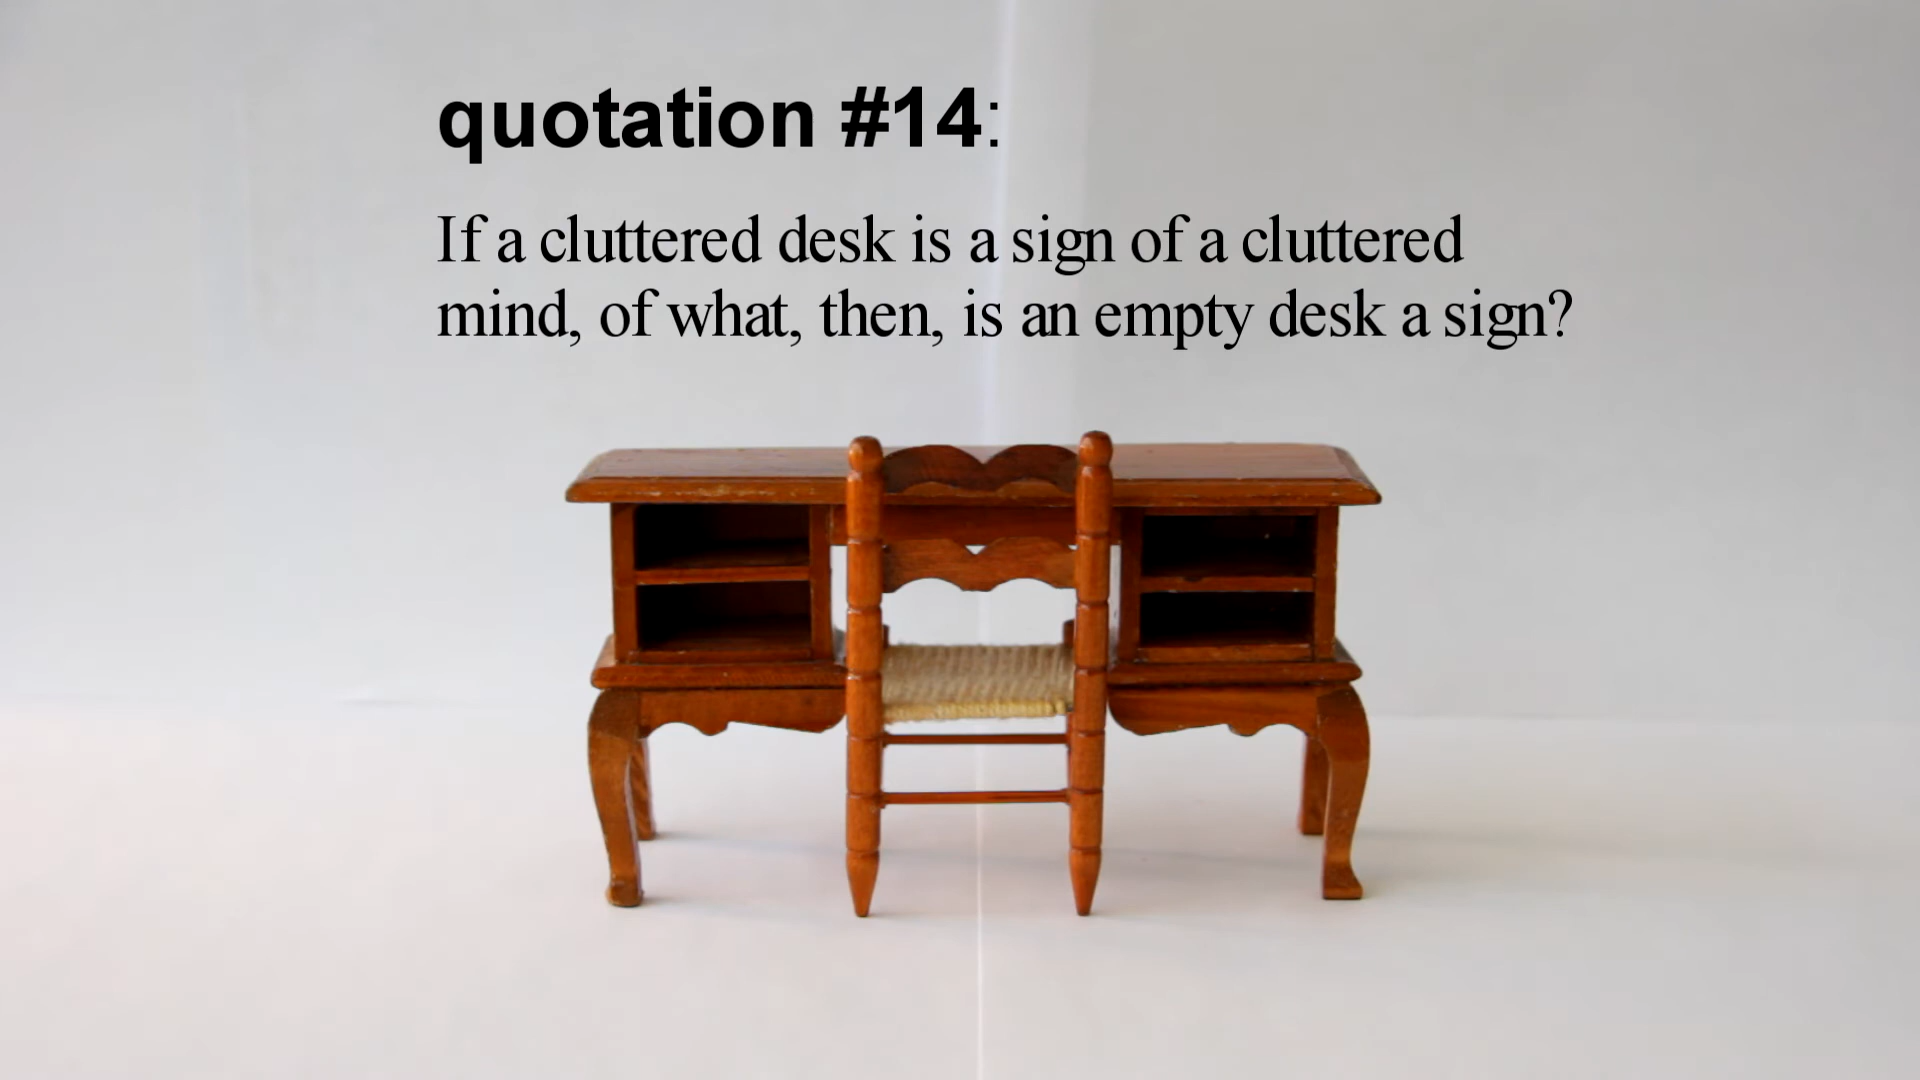 quotation #14:
If a cluttered desk is a sign of a cluttered
mind, of what, then, is an empty desk a sign?